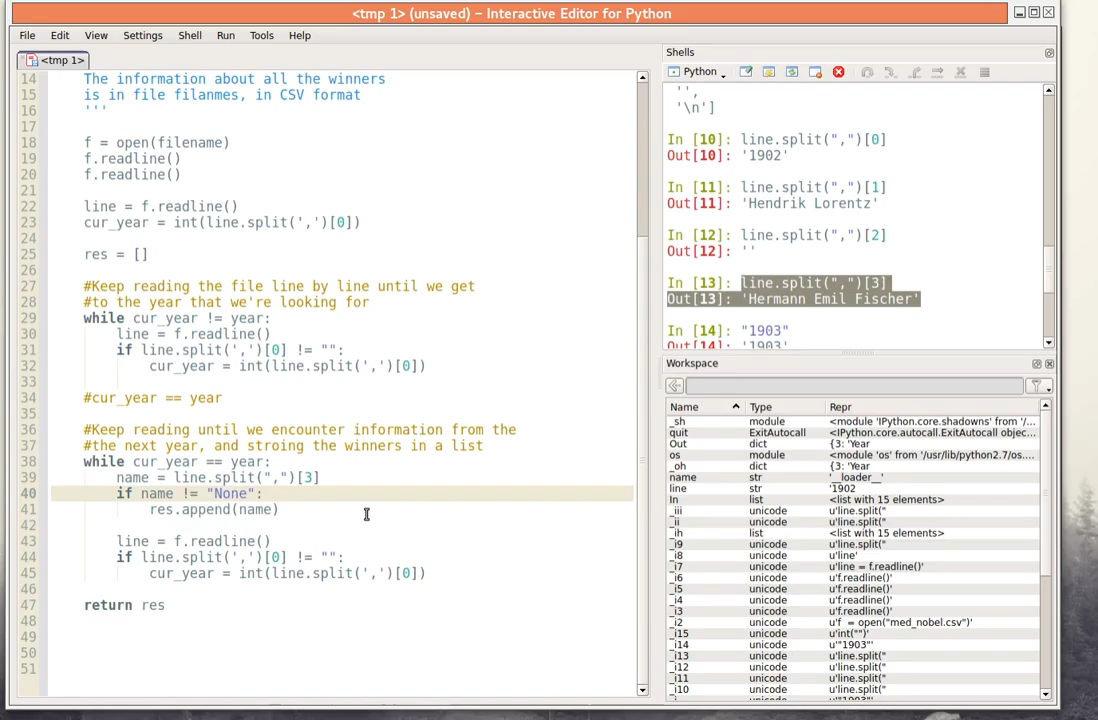 <tmp 1> (unsaved) - Interactive Editor for Python
File Edit View Settings Shell Run Tools Help
<tmp 1>
14 The information about all the winners
15 is in file filanmes, in CSV format
16 '''
17
18 f = open(filename)
19 f.readline()
20 f.readline()
21
22 line = f.readline()
23 cur_year = int(line.split(',')[0])
24
25 res = []
26
27 #Keep reading the file line by line until we get
28 #to the year that we're looking for
29 while cur_year != year:
30 line = f.readline()
31 if line.split(',')[0] != "":
32 cur_year = int(line.split(',')[0])
33
34 #cur_year == year
35
36 #Keep reading until we encounter information from the
37 #the next year, and stroing the winners in a list
38 while cur_year == year:
39 name = line.split(",")[3]
40 if name != "None":
41 res.append(name)
42
43 line = f.readline()
44 if line.split(',')[0] != "":
45 cur_year = int(line.split(',')[0])
46
47 return res
48
49
50
51
Shells
Python
'',
'\n']
In [10]: line.split(",")[0]
Out[10]: '1902'
In [11]: line.split(",")[1]
Out[11]: 'Hendrik Lorentz'
In [12]: line.split(",")[2]
Out[12]: ''
In [13]: line.split(",")[3]
Out[13]: 'Hermann Emil Fischer'
In [14]: "1903"
Out[14]: '1903'
Workspace
Name Type Repr
_sh module <module 'IPython.core.shadows' from '/...
quit ExitAutocall <IPython.core.autocall.ExitAutocall objec...
Out dict {3: 'Year
os module <module 'os' from '/usr/lib/python2.7/os....
_oh dict {3: 'Year
name str '__loader__'
line str '1902
In list <list with 15 elements>
_iii unicode u'line.split("
_ii unicode u'line.split("
_ih list <list with 15 elements>
_i9 unicode u'line.split("
_i8 unicode u'line'
_i7 unicode u'line = f.readline()'
_i6 unicode u'f.readline()'
_i5 unicode u'f.readline()'
_i4 unicode u'f.readline()'
_i3 unicode u'f.readline()'
_i2 unicode u'f = open("med_nobel.csv")'
_i15 unicode u'int("")'
_i14 unicode u'"1903"'
_i13 unicode u'line.split("
_i12 unicode u'line.split("
_i11 unicode u'line.split("
_i10 unicode u'line.split("